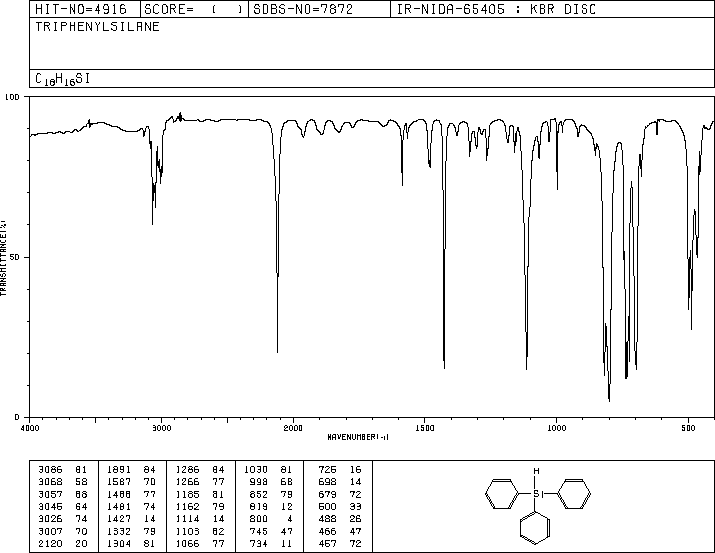 HIT-NO=4916 SCORE= ( ) SDBS-NO=7872 IR-NIDA-65405 : KBR DISC
TRIPHENYLSILANE
C18H16SI
100
50
0
TRANSMITTANCE(%)
4000 3000 2000 1500 1000 500
WAVENUMBER(-1)
3086 81 1891 84 1286 84 1030 81 725 16
3068 58 1587 70 1266 77 998 68 698 14
3057 68 1488 77 1185 81 852 79 679 72
3045 64 1481 74 1162 79 819 12 500 33
3026 74 1427 14 1114 14 800 4 488 26
3007 70 1332 79 1103 82 745 47 466 47
2120 20 1304 81 1066 77 734 11 457 72
H
SI